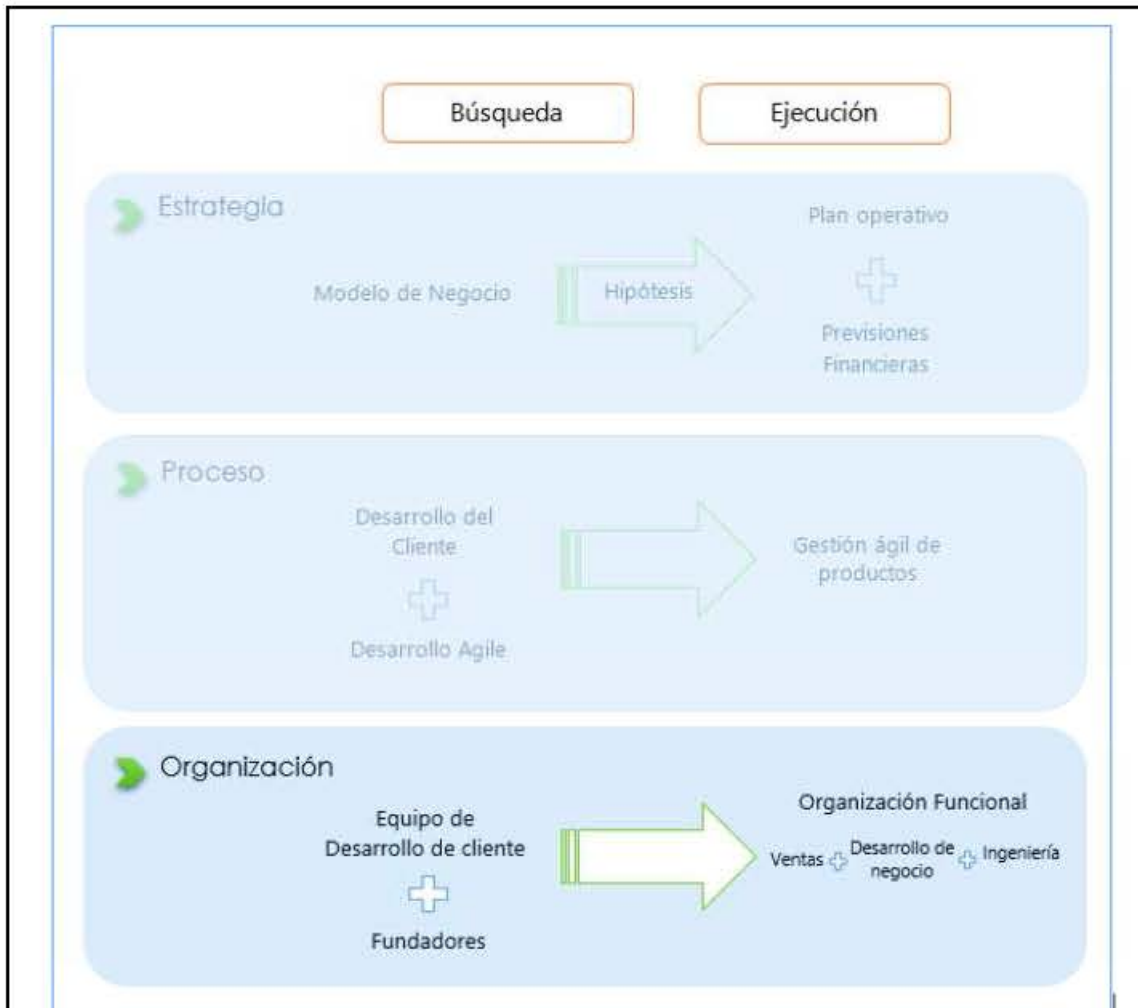 Búsqueda
Ejecución
Estrategia
Plan operativo
Modelo de Negocio
Hipótesis
Previsiones
Financieras
Proceso
Desarrollo del
Cliente
Gestión ágil de
productos
Desarrollo Agile
Organización
Organización Funcional
Equipo de
Desarrollo de cliente
Ventas
Desarrollo de
negocio
Ingeniería
Fundadores